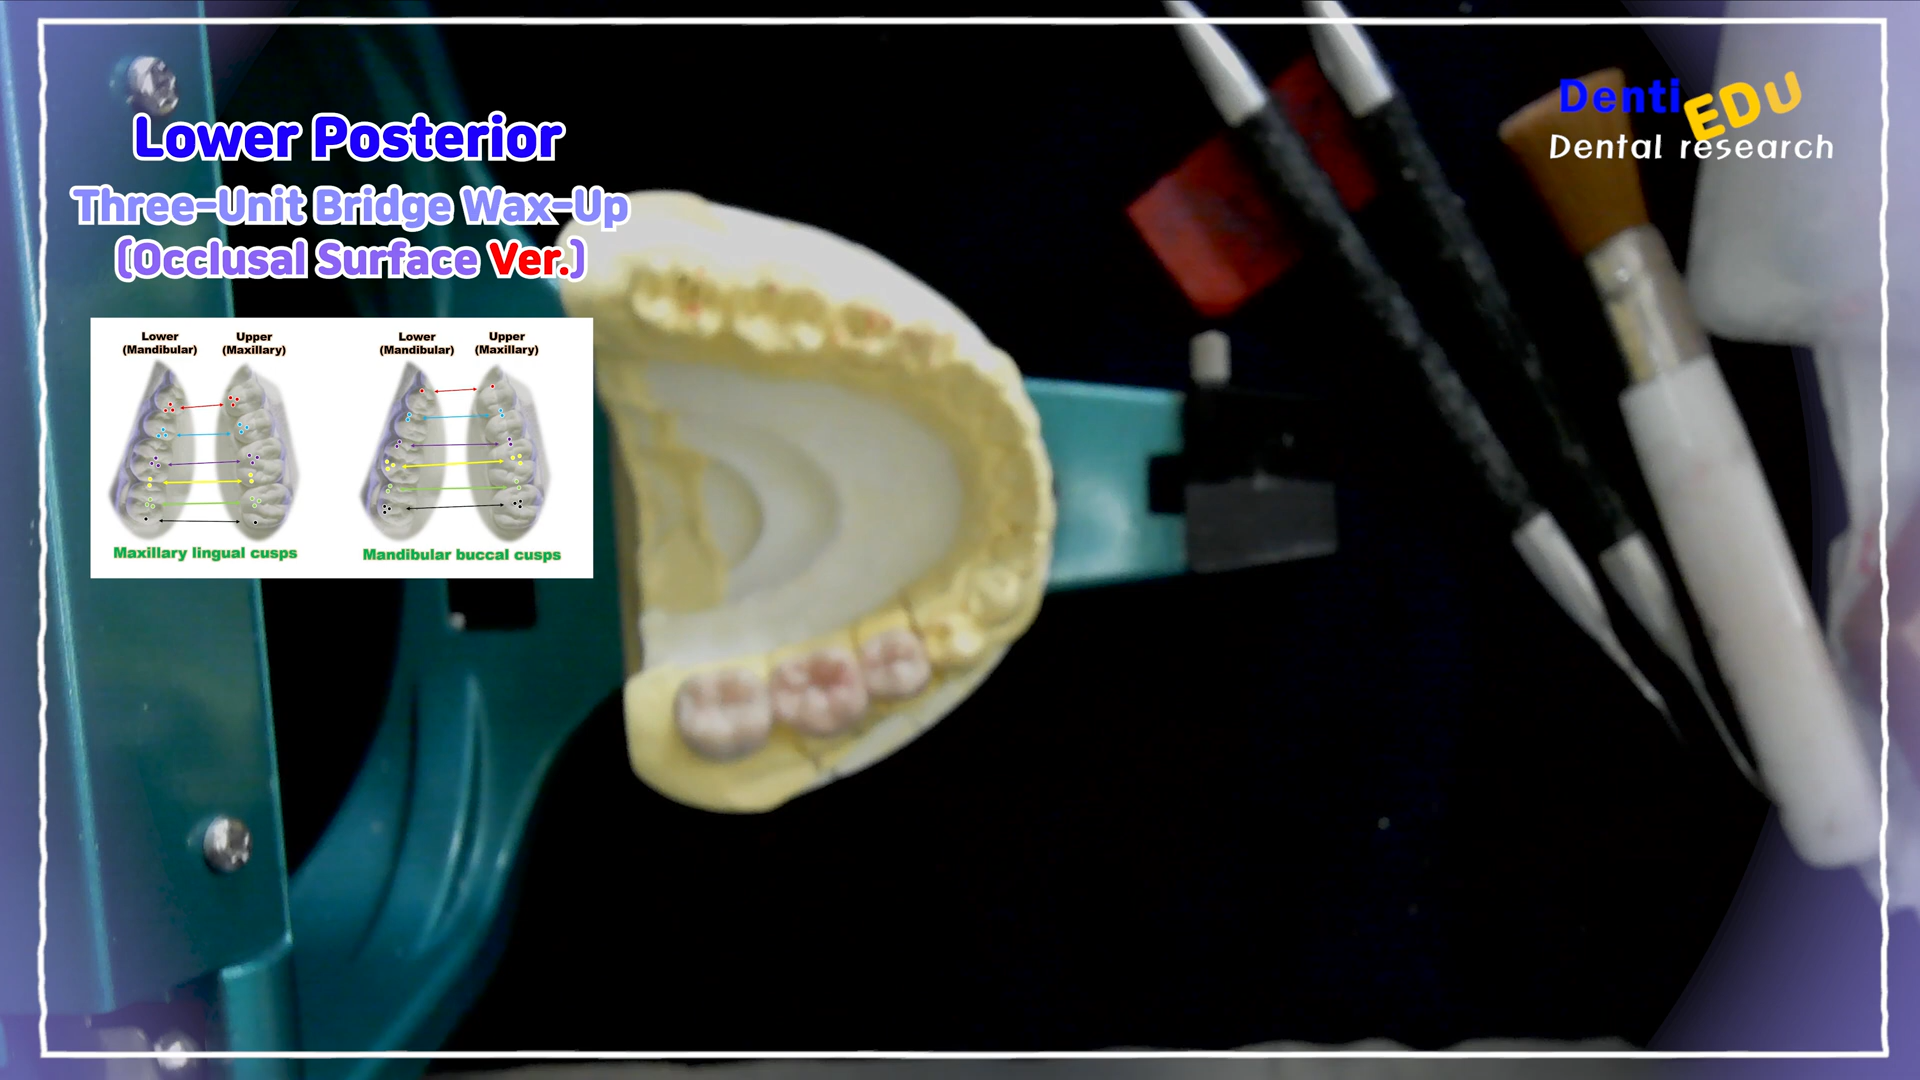 Lower Posterior
Three-Unit Bridge Wax-Up
(Occlusal Surface Ver.)
Denti EDU
Dental research
Lower Upper Lower Upper
(Mandibular) (Maxillary) (Mandibular) (Maxillary)
Maxillary lingual cusps Mandibular buccal cusps